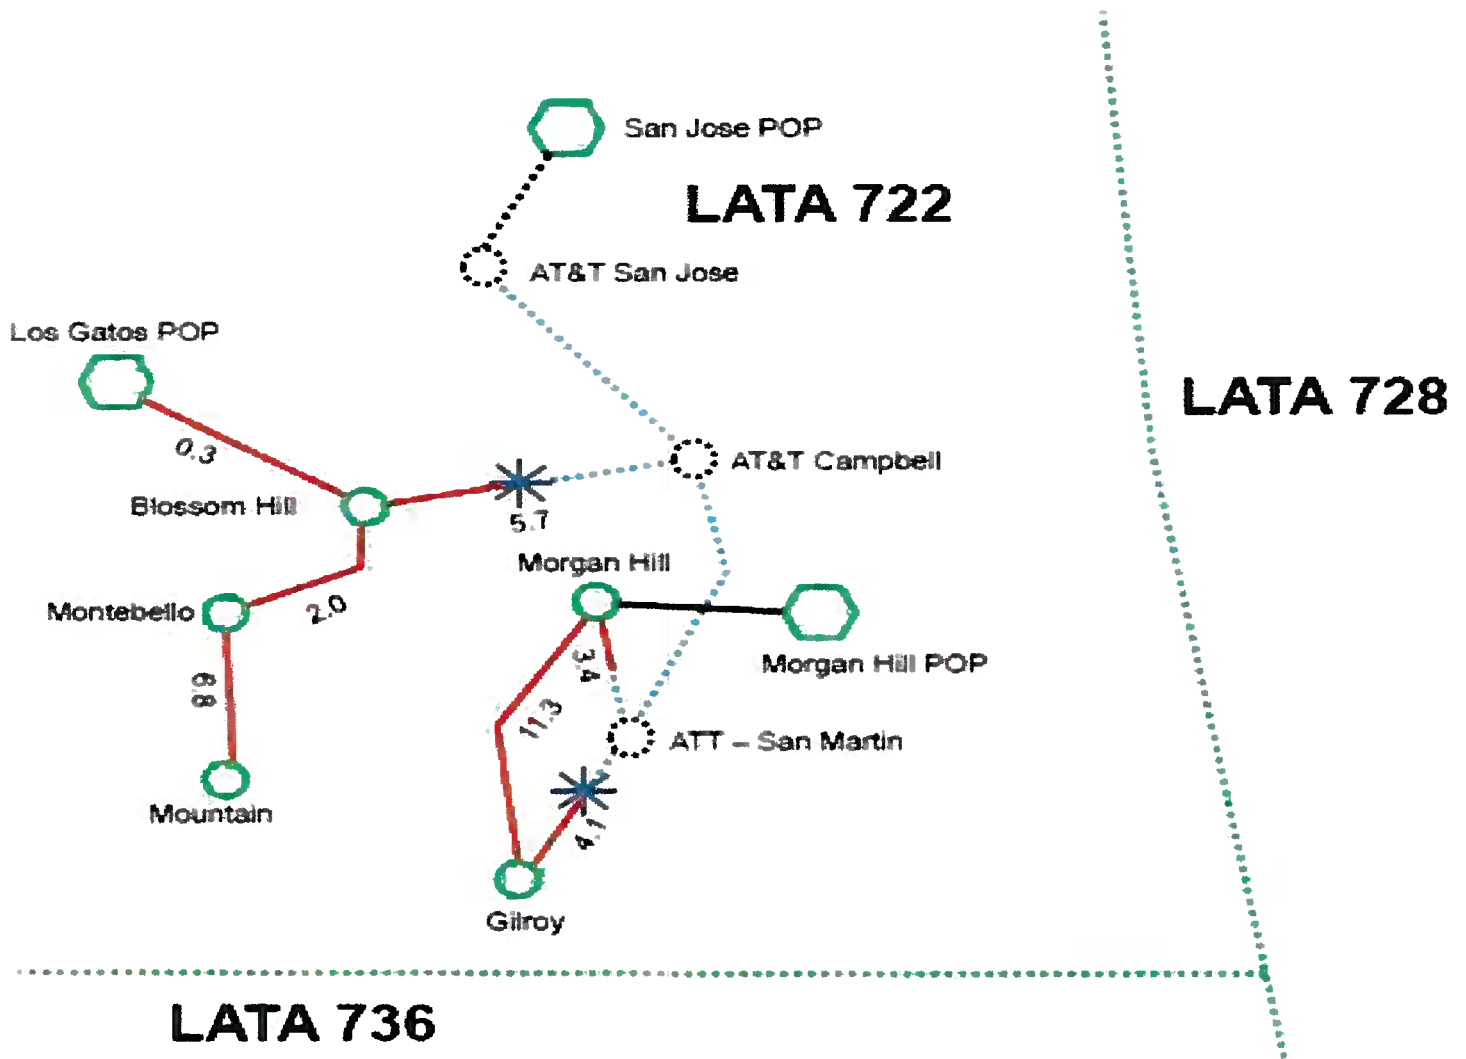 San Jose POP
LATA 722
AT&T San Jose
Los Gatos POP
LATA 728
0.3
AT&T Campbell
Blossom Hill
5.7
Morgan Hill
Montebello
2.0
Morgan Hill POP
3.4
6.8
11.3
ATT – San Martin
Mountain
4.1
Gilroy
LATA 736